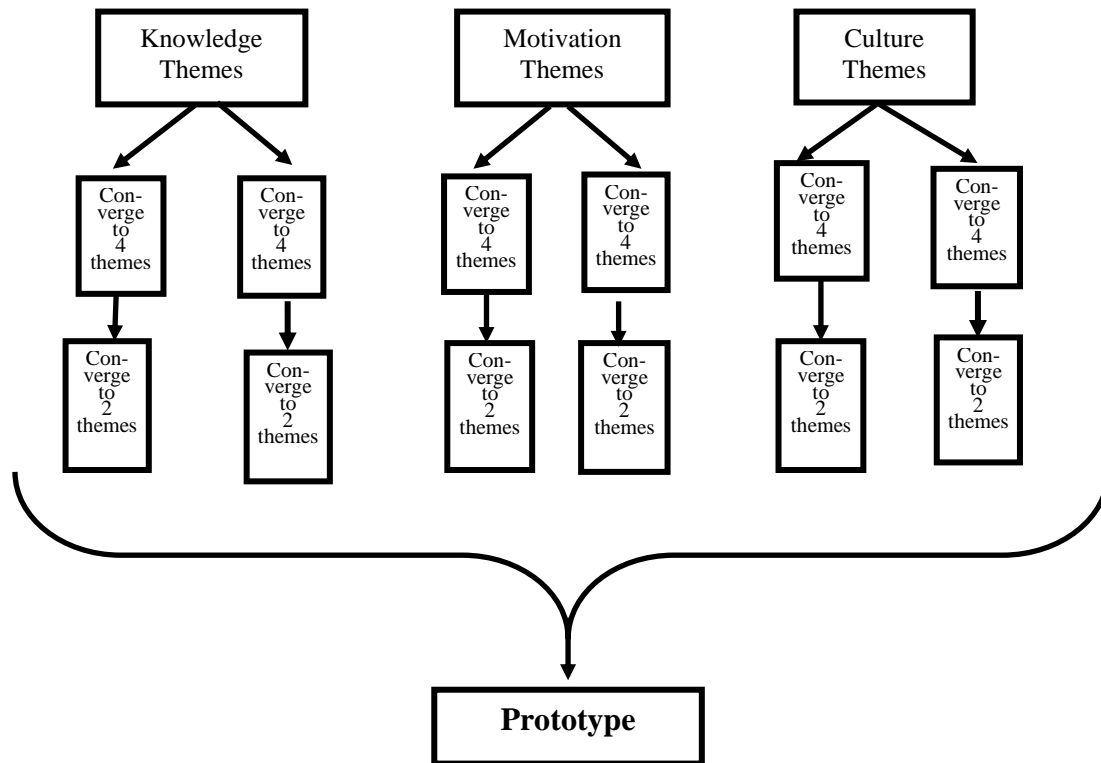 Knowledge
Themes
Motivation
Themes
Culture
Themes
Con-
verge
to
4
themes
Con-
verge
to
4
themes
Con-
verge
to
4
themes
Con-
verge
to
4
themes
Con-
verge
to
4
themes
Con-
verge
to
4
themes
Con-
verge
to
2
themes
Con-
verge
to
2
themes
Con-
verge
to
2
themes
Con-
verge
to
2
themes
Con-
verge
to
2
themes
Con-
verge
to
2
themes
Prototype